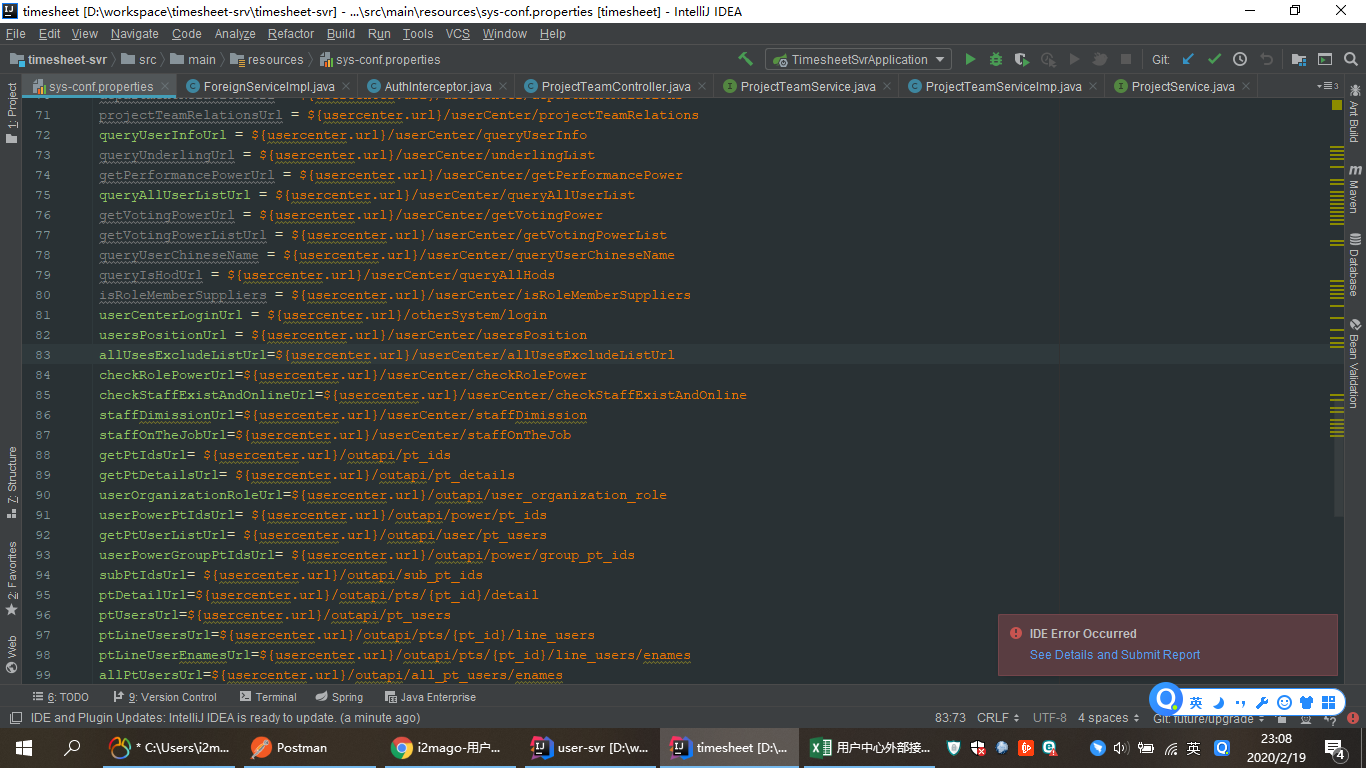 timesheet [D:\workspace\timesheet-srv\timesheet-svr] - ...\src\main\resources\sys-conf.properties [timesheet] - IntelliJ IDEA
File Edit View Navigate Code Analyze Refactor Build Run Tools VCS Window Help
timesheet-svr src main resources sys-conf.properties TimesheetSvrApplication Git:
sys-conf.properties ForeignServiceImpl.java AuthInterceptor.java ProjectTeamController.java ProjectTeamService.java ProjectTeamServiceImp.java ProjectService.java 3
71 projectTeamRelationsUrl = ${usercenter.url}/userCenter/projectTeamRelations
72 queryUserInfoUrl = ${usercenter.url}/userCenter/queryUserInfo
73 queryUnderlingUrl = ${usercenter.url}/userCenter/underlingList
74 getPerformancePowerUrl = ${usercenter.url}/userCenter/getPerformancePower
75 queryAllUserListUrl = ${usercenter.url}/userCenter/queryAllUserList
76 getVotingPowerUrl = ${usercenter.url}/userCenter/getVotingPower
77 getVotingPowerListUrl = ${usercenter.url}/userCenter/getVotingPowerList
78 queryUserChineseName = ${usercenter.url}/userCenter/queryUserChineseName
79 queryIsHodUrl = ${usercenter.url}/userCenter/queryAllHods
80 isRoleMemberSuppliers = ${usercenter.url}/userCenter/isRoleMemberSuppliers
81 userCenterLoginUrl = ${usercenter.url}/otherSystem/login
82 usersPositionUrl = ${usercenter.url}/userCenter/usersPosition
83 allUsesExcludeListUrl=${usercenter.url}/userCenter/allUsesExcludeListUrl
84 checkRolePowerUrl=${usercenter.url}/userCenter/checkRolePower
85 checkStaffExistAndOnlineUrl=${usercenter.url}/userCenter/checkStaffExistAndOnline
86 staffDimissionUrl=${usercenter.url}/userCenter/staffDimission
87 staffOnTheJobUrl=${usercenter.url}/userCenter/staffOnTheJob
88 getPtIdsUrl= ${usercenter.url}/outapi/pt_ids
89 getPtDetailsUrl= ${usercenter.url}/outapi/pt_details
90 userOrganizationRoleUrl=${usercenter.url}/outapi/user_organization_role
91 userPowerPtIdsUrl= ${usercenter.url}/outapi/power/pt_ids
92 getPtUserListUrl= ${usercenter.url}/outapi/user/pt_users
93 userPowerGroupPtIdsUrl= ${usercenter.url}/outapi/power/group_pt_ids
94 subPtIdsUrl= ${usercenter.url}/outapi/sub_pt_ids
95 ptDetailUrl=${usercenter.url}/outapi/pts/{pt_id}/detail
96 ptUsersUrl=${usercenter.url}/outapi/pt_users
97 ptLineUsersUrl=${usercenter.url}/outapi/pts/{pt_id}/line_users
98 ptLineUserEnamesUrl=${usercenter.url}/outapi/pts/{pt_id}/line_users/enames
99 allPtUsersUrl=${usercenter.url}/outapi/all_pt_users/enames
1: Project
7: Structure
2: Favorites
Web
Ant Build
Maven
Database
Bean Validation
IDE Error Occurred
See Details and Submit Report
6: TODO 9: Version Control Terminal Spring Java Enterprise
IDE and Plugin Updates: IntelliJ IDEA is ready to update. (a minute ago) 83:73 CRLF UTF-8 4 spaces Git: future/upgrade
英
* C:\Users\i2m... Postman i2mago-用户... user-svr [D:\w... timesheet [D:\... 用户中心外部接... 英 23:08
2020/2/19
4